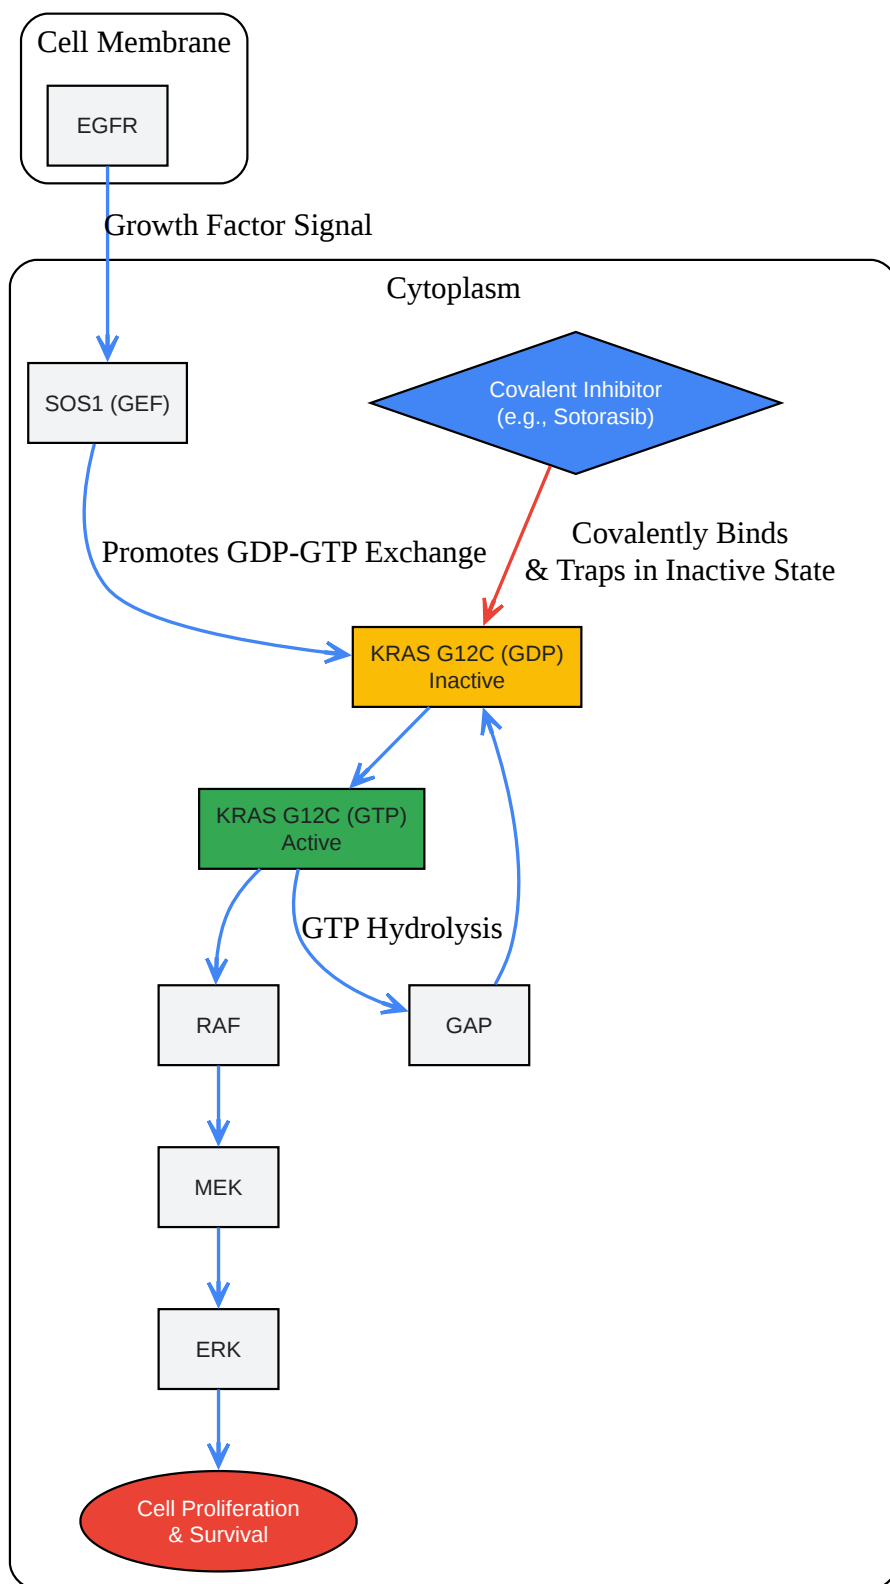 Cell Membrane
EGFR
Growth Factor Signal
Cytoplasm
SOS1 (GEF)
Covalent Inhibitor
(e.g., Sotorasib)
Promotes GDP-GTP Exchange
Covalently Binds
& Traps in Inactive State
KRAS G12C (GDP)
Inactive
KRAS G12C (GTP)
Active
GTP Hydrolysis
RAF
GAP
MEK
ERK
Cell Proliferation
& Survival